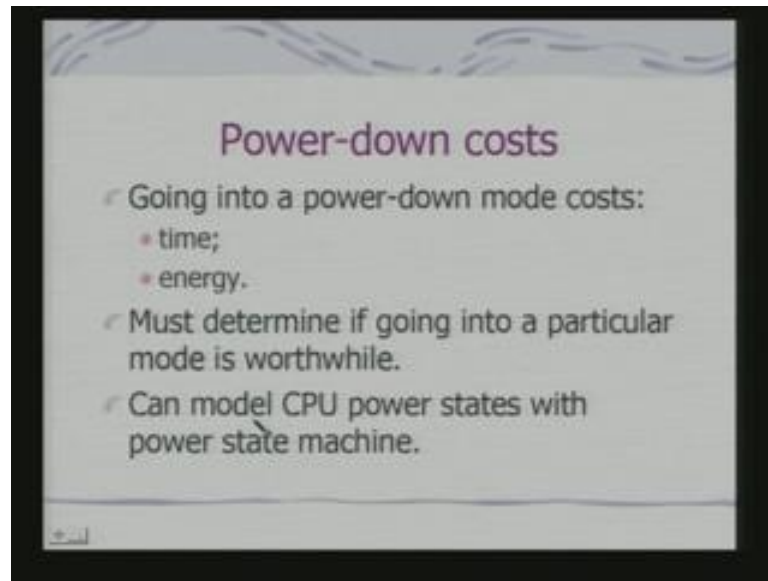 Power-down costs
Going into a power-down mode costs:
time;
energy.
Must determine if going into a particular
mode is worthwhile.
Can model CPU power states with
power state machine.